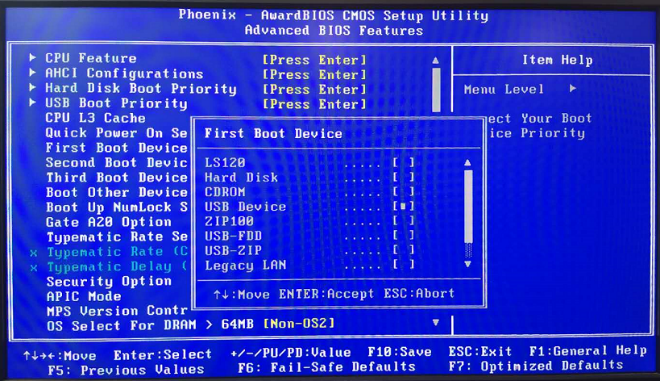 Phoenix - AwardBIOS CMOS Setup Utility
Advanced BIOS Features
CPU Feature [Press Enter]
AHCI Configurations [Press Enter]
Hard Disk Boot Priority [Press Enter]
USB Boot Priority [Press Enter]
CPU L3 Cache
Quick Power On Se
First Boot Device
Second Boot Devic
Third Boot Device
Boot Other Device
Boot Up NumLock S
Gate A20 Option
Typematic Rate Se
x Typematic Rate (C
x Typematic Delay (
Security Option
APIC Mode
MPS Version Contr
OS Select For DRAM > 64MB [Non-OS2]
First Boot Device
LS120 ..... [ ]
Hard Disk ..... [ ]
CDROM ..... [ ]
USB Device ..... [■]
ZIP100 ..... [ ]
USB-FDD ..... [ ]
USB-ZIP ..... [ ]
Legacy LAN ..... [ ]
↑↓:Move ENTER:Accept ESC:Abort
Item Help
Menu Level ▶
ect Your Boot
ice Priority
↑↓→←:Move Enter:Select +/-/PU/PD:Value F10:Save ESC:Exit F1:General Help
F5: Previous Values F6: Fail-Safe Defaults F7: Optimized Defaults